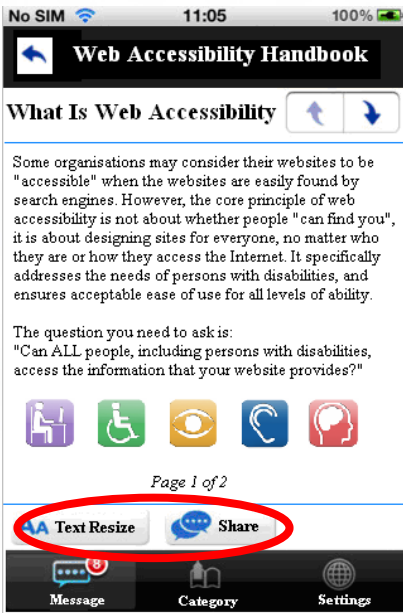 No SIM 11:05 100%
Web Accessibility Handbook
What Is Web Accessibility
Some organisations may consider their websites to be
"accessible" when the websites are easily found by
search engines. However, the core principle of web
accessibility is not about whether people "can find you",
it is about designing sites for everyone, no matter who
they are or how they access the Internet. It specifically
addresses the needs of persons with disabilities, and
ensures acceptable ease of use for all levels of ability.
The question you need to ask is:
"Can ALL people, including persons with disabilities,
access the information that your website provides?"
Page 1 of 2
AA Text Resize Share
8
Message Category Settings